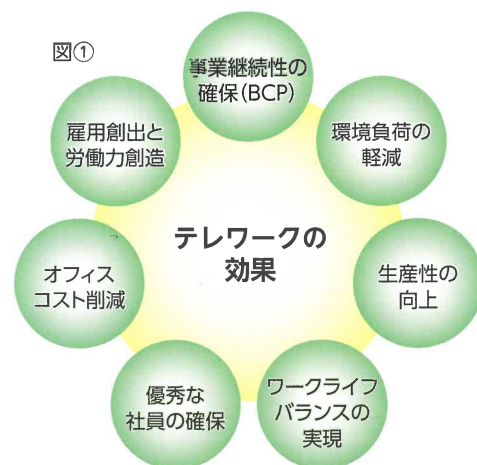 図①
事業継続性の
確保(BCP)
環境負荷の
軽減
生産性の
向上
ワークライフ
バランスの
実現
優秀な
社員の確保
オフィス
コスト削減
雇用創出と
労働力創造
テレワークの
効果